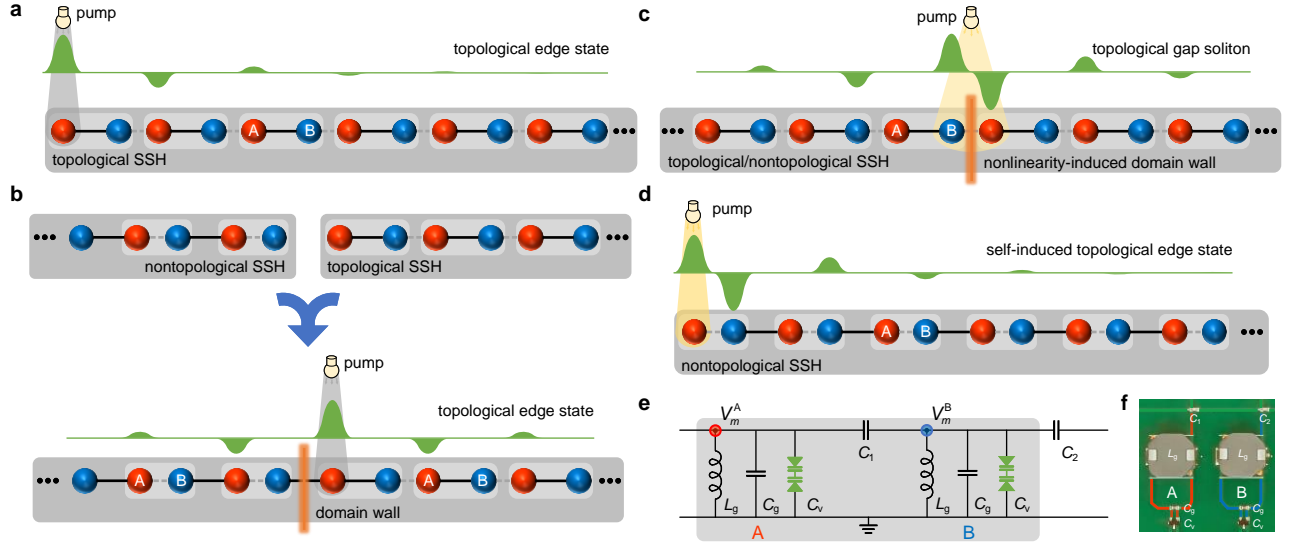 a
pump
topological edge state
A B
topological SSH
•••
b
••• •••
nontopological SSH topological SSH
pump
topological edge state
••• A B A B •••
domain wall
c
pump
topological gap soliton
••• A B •••
topological/nontopological SSH nonlinearity-induced domain wall
d
pump
self-induced topological edge state
A B •••
nontopological SSH
e
V_m^A V_m^B
C_1 C_2
L_g C_g C_v L_g C_g C_v
A B
f
C_1 C_2
L_g L_g
A B
C_g C_g
C_v C_v